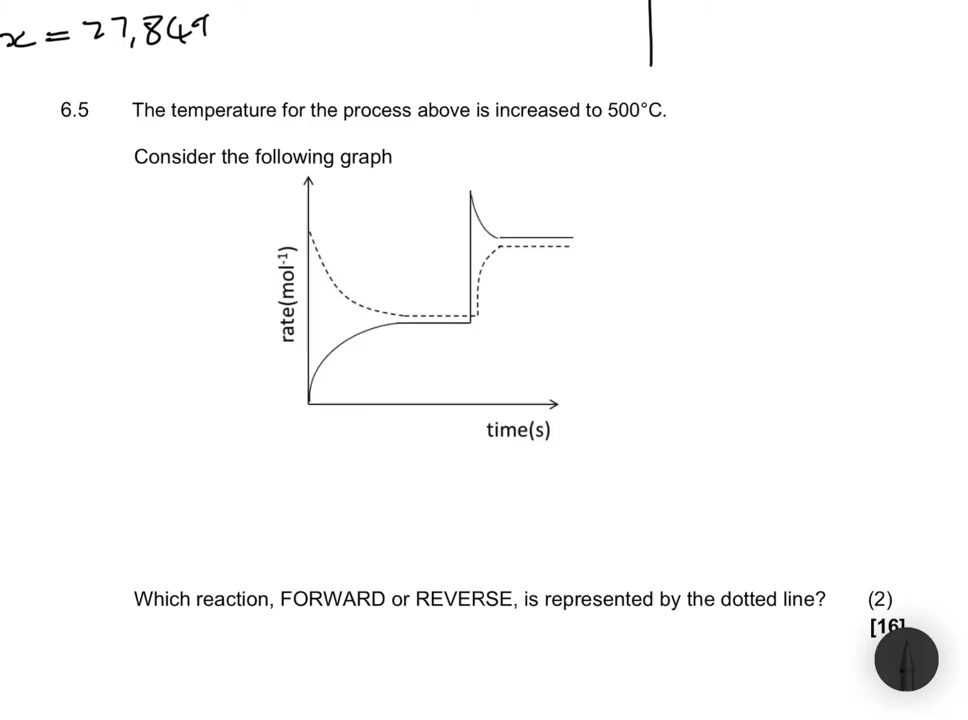 x = 27,849
6.5 The temperature for the process above is increased to 500°C.
Consider the following graph
rate(mol⁻¹)
time(s)
Which reaction, FORWARD or REVERSE, is represented by the dotted line? (2)
[16]